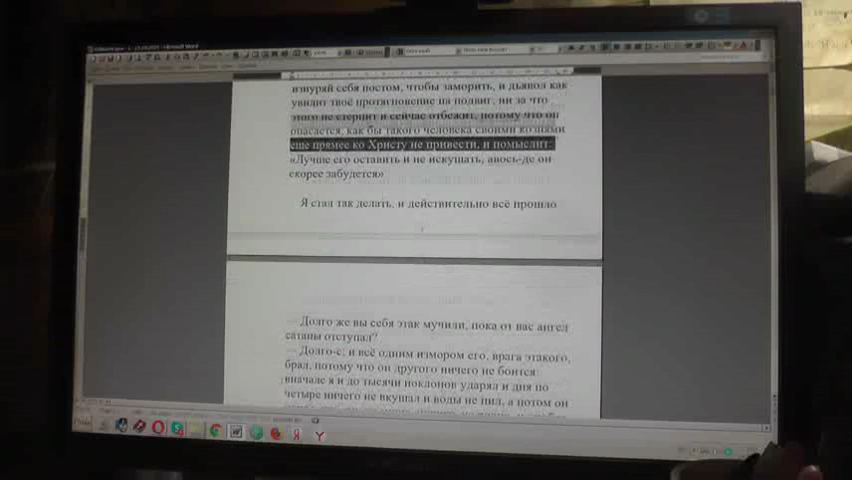 изнуряй себя постом, чтобы заморить, и дьявол как
увидит твоё протягновение на подвиг, ни за что
этого не стерпит и сейчас отбежит, потому что он
опасается, как бы такого человека своими кознями
еще прямее ко Христу не привести, и помыслит:
«Лучше его оставить и не искушать, авось-де он
скорее забудется»
Я стал так делать, и действительно всё прошло
— Долго же вы себя этак мучили, пока от вас ангел
сатаны отступал?
— Долго-с; и всё одним измором его, врага этакого,
брал, потому что он другого ничего не боится:
вначале я и до тысячи поклонов ударял и дня по
четыре ничего не вкушал и воды не пил, а потом он